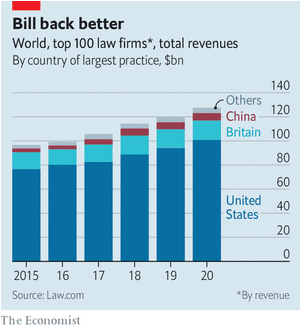 Bill back better
World, top 100 law firms*, total revenues
By country of largest practice, $bn
140
Others
120
China
Britain
100
80
60
United
States
40
20
0
2015 16 17 18 19 20
Source: Law.com *By revenue
The Economist